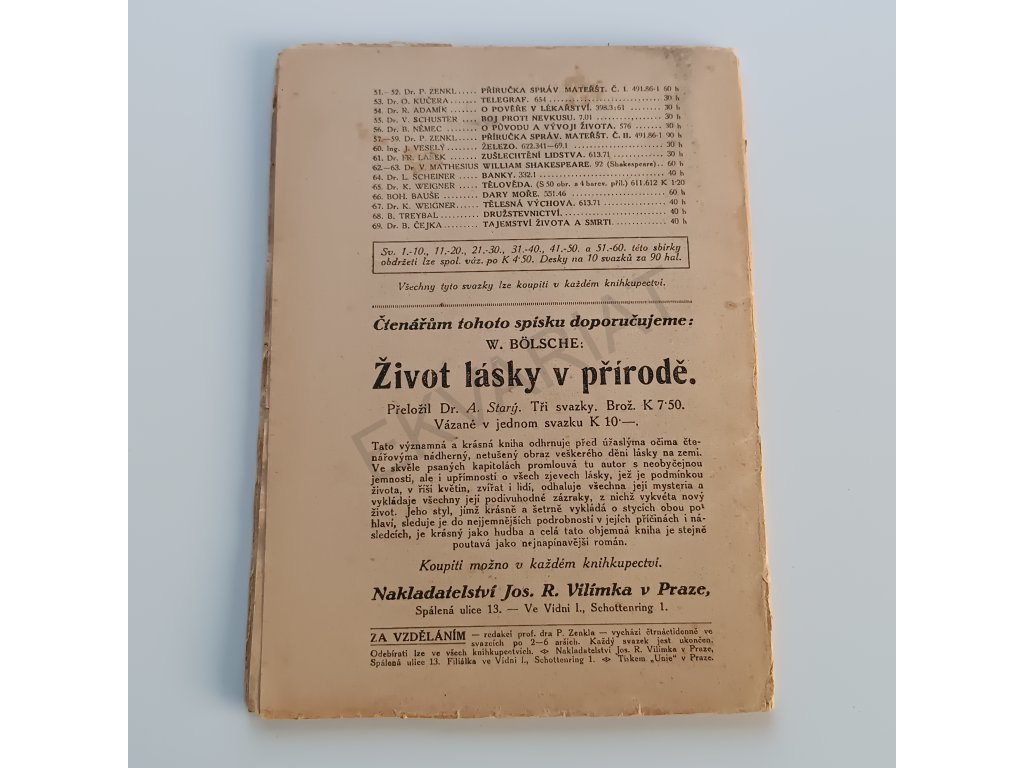 51.–52. Dr. P. ZENKL..... PŘÍRUČKA SPRÁV MATEŘŠT. Č. I. 491.86-1 60 h
53. Dr. O. KUČERA....... TELEGRAF. 654........................ 30 h
54. Dr. R. ADAMÍK....... O POVĚŘE V LÉKAŘSTVÍ. 398.3:61....... 30 h
55. Dr. V. SCHUSTER .... BOJ PROTI NEVKUSU. 7.01 ............. 30 h
56. Dr. B. NĚMEC ....... O PŮVODU A VÝVOJI ŽIVOTA. 576 ....... 30 h
57.–59. Dr. P. ZENKL.... PŘÍRUČKA SPRÁV. MATEŘŠT. Č. II. 491.86-1 90 h
60. Ing. J. VESELÝ...... ŽELEZO. 672.341–69.1 ................ 30 h
61. Dr. FR. LAŠEK ...... ZUŠLECHTĚNÍ LIDSTVA. 613.71.......... 30 h
62.–63. Dr. V. MATHESIUS WILLIAM SHAKESPEARE. 92 (Shakespeare).. 60 h
64. Dr. L. SCHEINER .... BANKY. 332.1......................... 40 h
65. Dr. K. WEIGNER...... TĚLOVĚDA. (S 50 obr. a 4 barev. příl.) 611.612 K 1·20
66. BOH. BAUŠE ......... DARY MOŘE. 551.46 ................... 60 h
67. Dr. K. WEIGNER...... TĚLESNÁ VÝCHOVA. 613.71.............. 40 h
68. B. TREYBAL ......... DRUŽSTEVNICTVÍ....................... 40 h
69. Dr. B. ČEJKA........ TAJEMSTVÍ ŽIVOTA A SMRTI............. 40 h
Sv. 1.-10., 11.-20., 21.-30., 31.-40., 41.-50. a 51.-60. této sbírky
obdržeti lze spol. váz. po K 4·50. Desky na 10 svazků za 90 hal.
Všechny tyto svazky lze koupiti v každém knihkupectví.
Čtenářům tohoto spisku doporučujeme:
W. BÖLSCHE:
Život lásky v přírodě.
Přeložil Dr. A. Starý. Tři svazky. Brož. K 7·50.
Vázané v jednom svazku K 10·—.
Tato významná a krásná kniha odhrnuje před úžaslýma očima čte-
nářovýma nádherný, netušený obraz veškerého dění lásky na zemi.
Ve skvěle psaných kapitolách promlouvá tu autor s neobyčejnou
jemností, ale i upřímností o všech zjevech lásky, jež je podmínkou
života, v říši květin, zvířat i lidí, odhaluje všechna její mysteria a
vykládaje všechny její podivuhodné zázraky, z nichž vykvéta nový
život. Jeho styl, jímž krásně a šetrně vykládá o stycích obou po-
hlaví, sleduje je do nejjemnějších podrobností v jejích příčinách i ná-
sledcích, je krásný jako hudba a celá tato objemná kniha je stejně
poutavá jako nejnapínavější román.
Koupiti možno v každém knihkupectví.
Nakladatelství Jos. R. Vilímka v Praze,
Spálená ulice 13. — Ve Vídni I., Schottenring 1.
ZA VZDĚLÁNÍM — redakcí prof. dra P. Zenkla — vychází čtrnáctidenně ve
svazcích po 2–6 arších. Každý svazek jest ukončen.
Odebírati lze ve všech knihkupectvích. Nakladatelství Jos. R. Vilímka v Praze,
Spálená ulice 13. Filiálka ve Vídni I., Schottenring 1. Tiskem „Unie" v Praze.
EKVARIAT